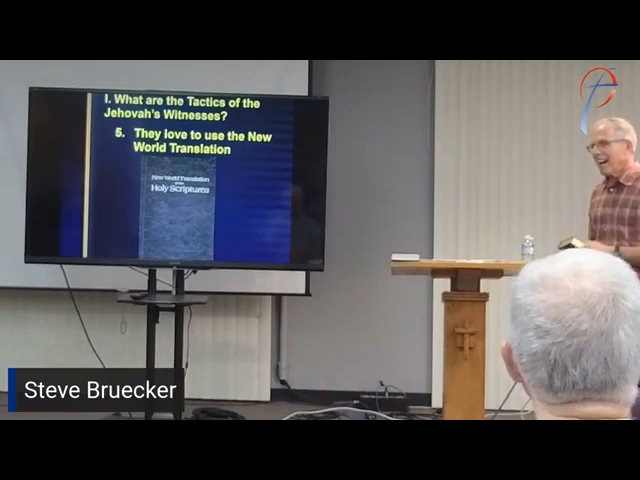 I. What are the Tactics of the
Jehovah's Witnesses?
5. They love to use the New
World Translation
New World Translation
Holy Scriptures
Steve Bruecker